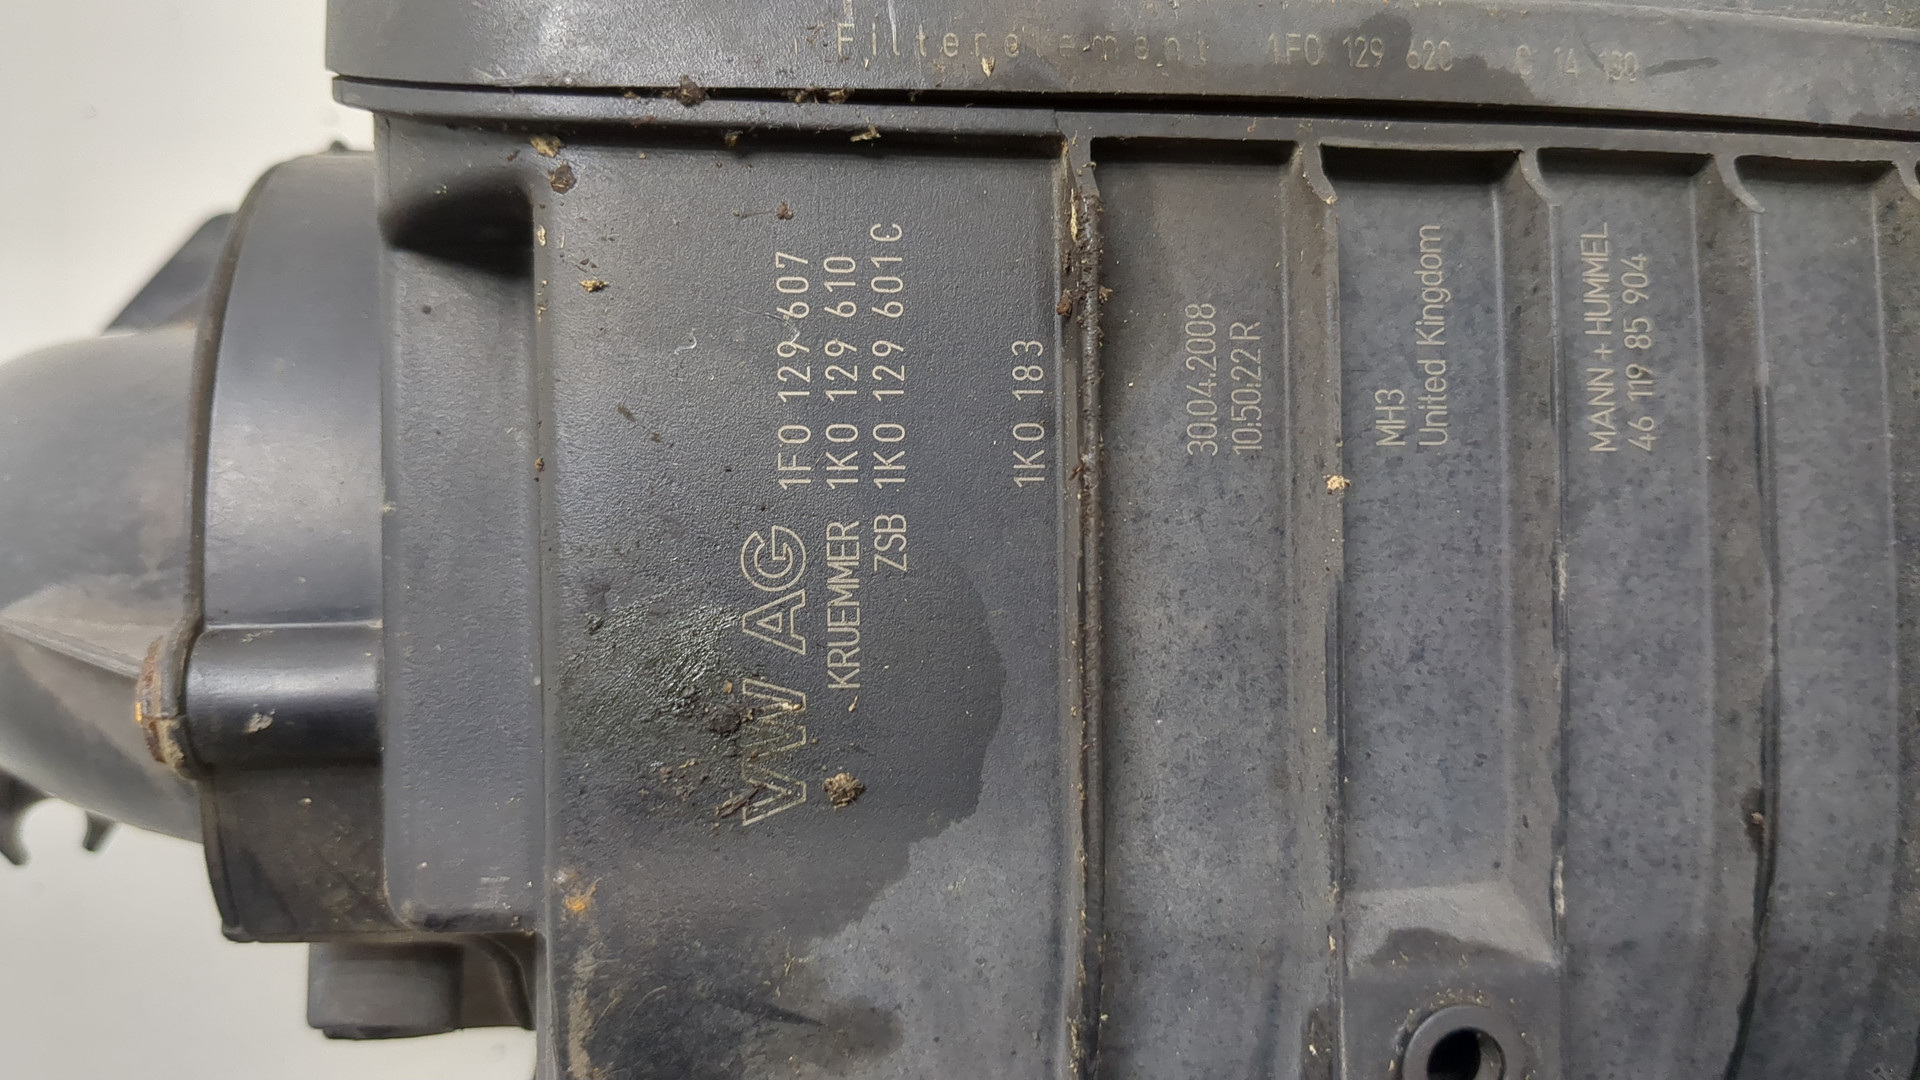 Filterelement 1F0 129 620 C 14 130
VW AG 1F0 129 607
KRUEMMER 1K0 129 610
ZSB 1K0 129 601 C
1K0 183
30.04.2008
10:50:22 R
MH3
United Kingdom
MANN+HUMMEL
46 119 85 904